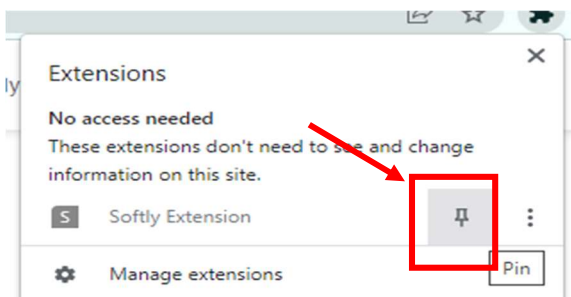 ly
Extensions
No access needed
These extensions don't need to see and change
information on this site.
S Softly Extension
Manage extensions
Pin